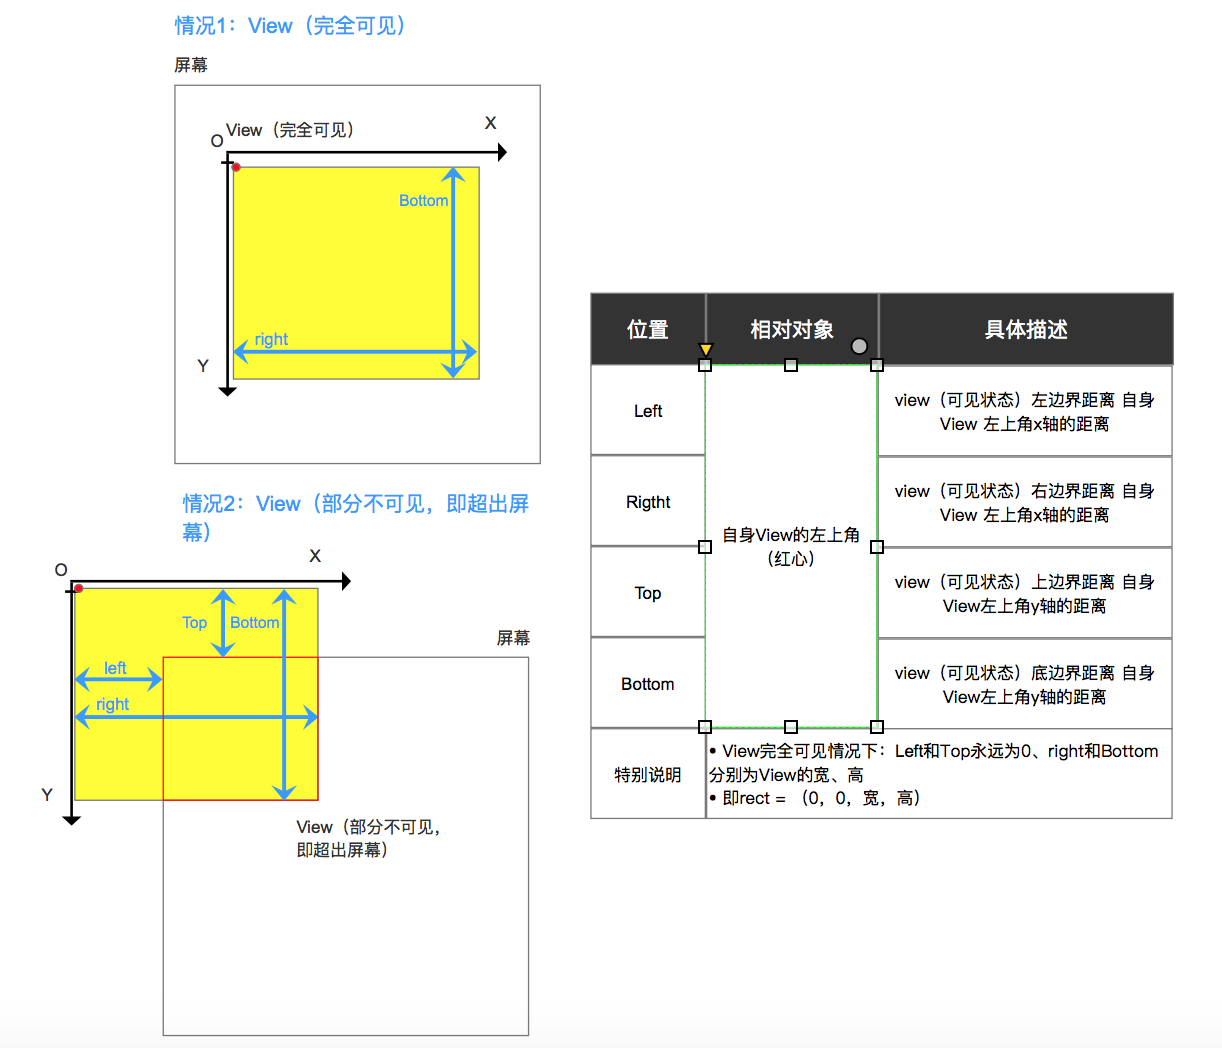 情况1：View（完全可见）
屏幕
View（完全可见）
X
O
Bottom
right
Y
情况2：View（部分不可见，即超出屏
幕）
X
O
Top
Bottom
屏幕
left
right
Y
View（部分不可见，
即超出屏幕）
位置
相对对象
具体描述
Left
view（可见状态）左边界距离 自身
View 左上角x轴的距离
Rigtht
view（可见状态）右边界距离 自身
View 左上角x轴的距离
自身View的左上角
（红心）
Top
view（可见状态）上边界距离 自身
View左上角y轴的距离
Bottom
view（可见状态）底边界距离 自身
View左上角y轴的距离
特别说明
• View完全可见情况下：Left和Top永远为0、right和Bottom
分别为View的宽、高
• 即rect = （0，0，宽，高）